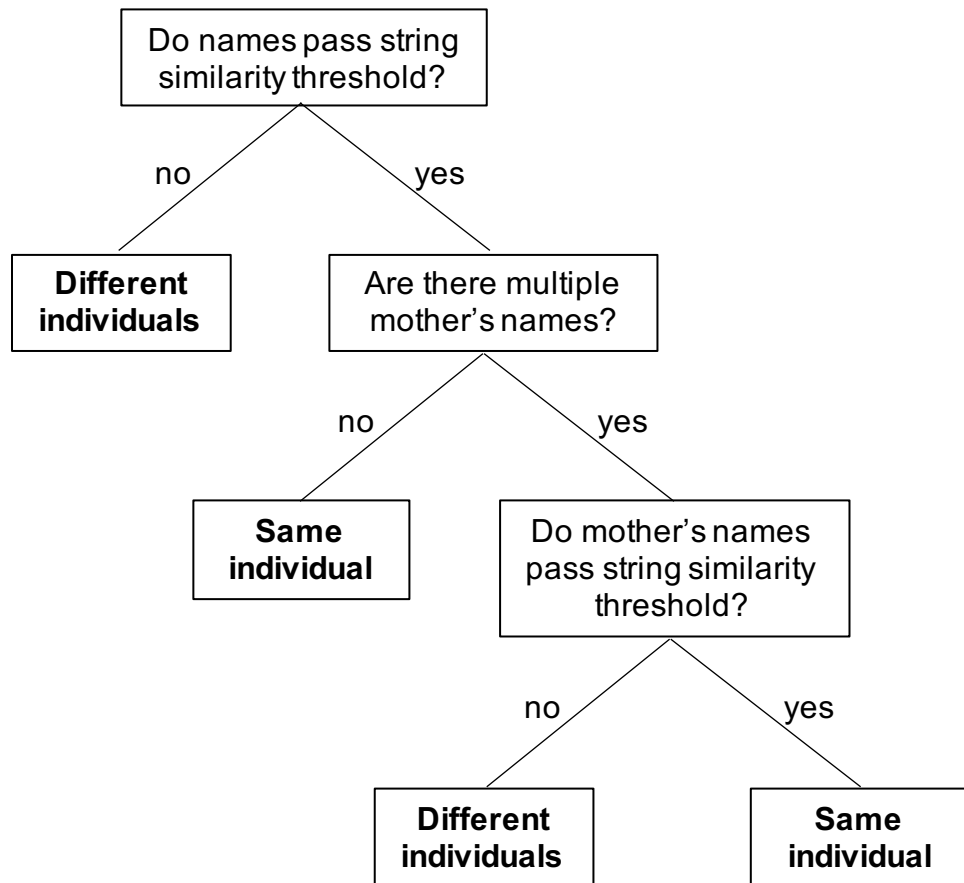 Do names pass string
similarity threshold?
no
yes
Different
individuals
Are there multiple
mother’s names?
no
yes
Same
individual
Do mother’s names
pass string similarity
threshold?
no
yes
Different
individuals
Same
individual